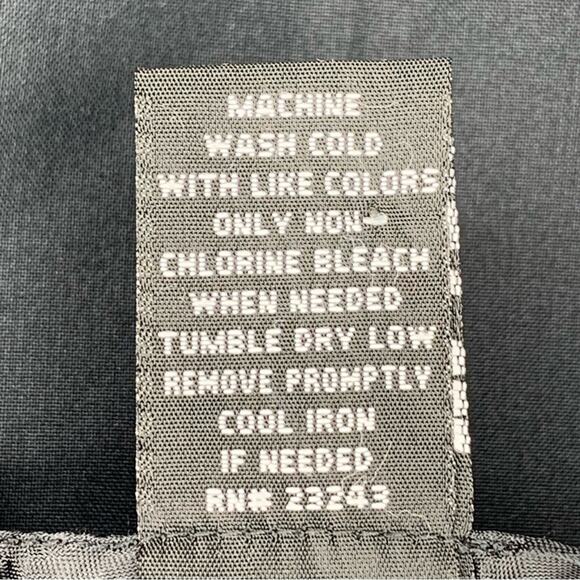 MACHINE
WASH COLD
WITH LIKE COLORS
ONLY NON-
CHLORINE BLEACH
WHEN NEEDED
TUMBLE DRY LOW
REMOVE PROMPTLY
COOL IRON
IF NEEDED
RN# 23243